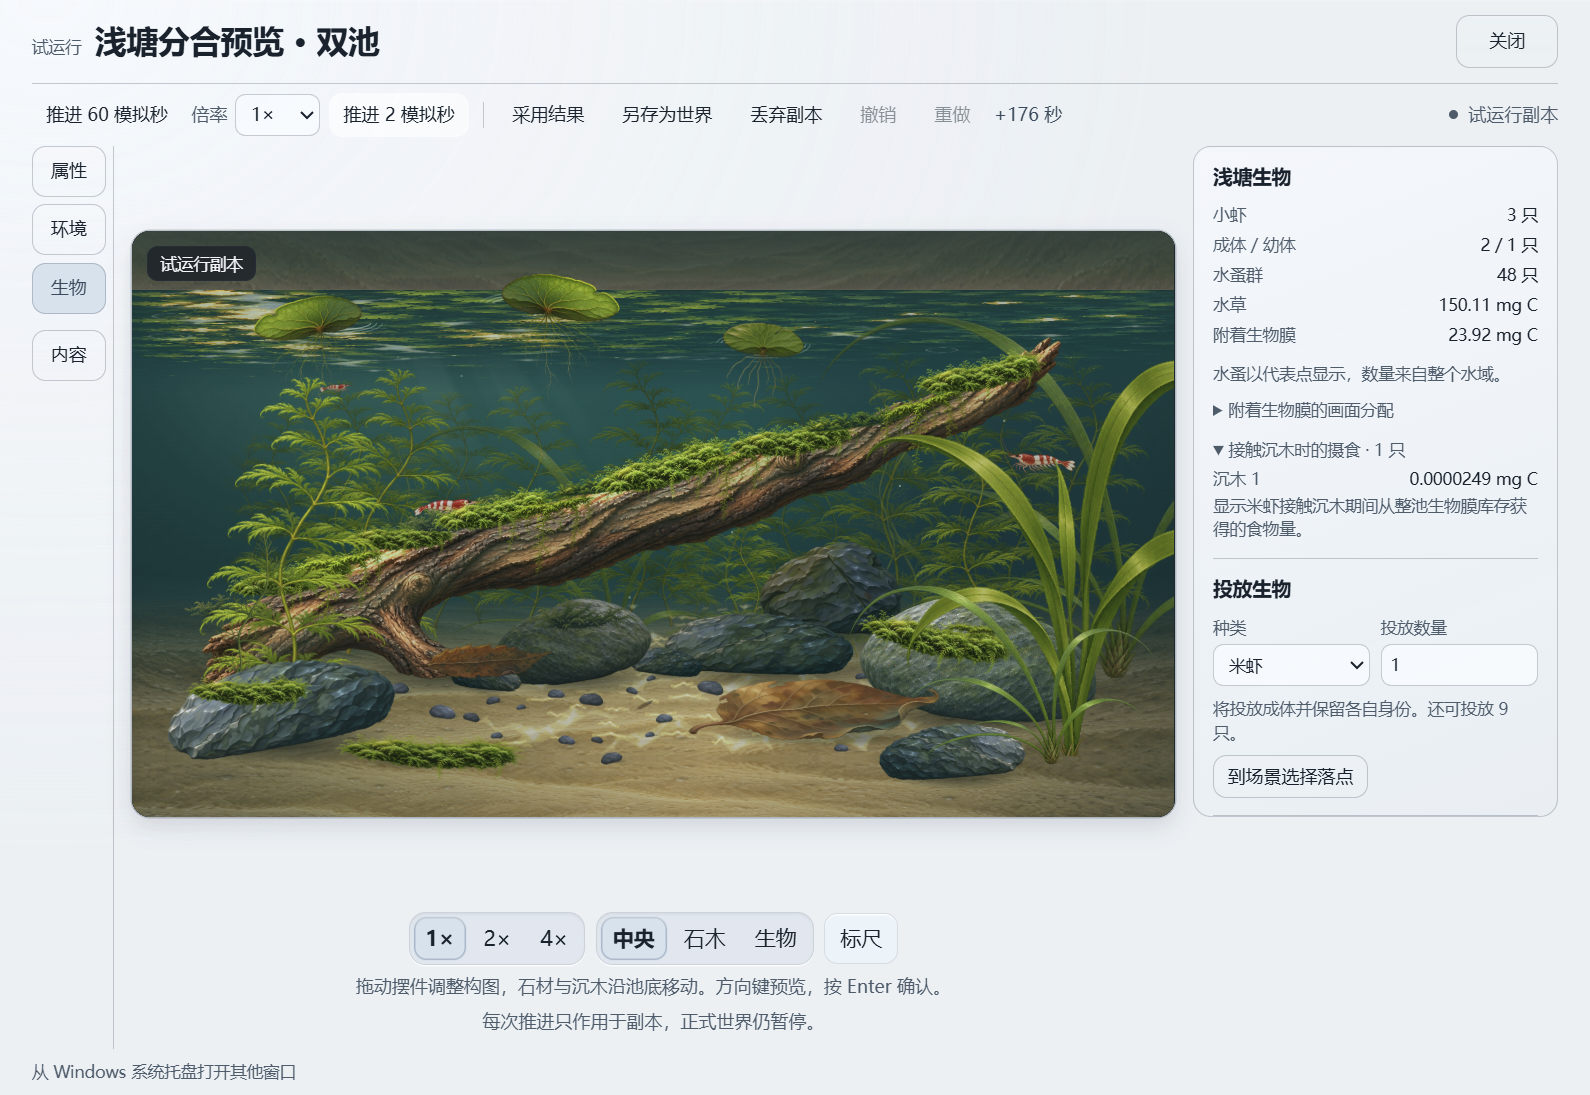 试运行 浅塘分合预览·双池
关闭
推进 60 模拟秒 倍率 1× 推进 2 模拟秒 采用结果 另存为世界 丢弃副本 撤销 重做 +176 秒 试运行副本
属性
环境
生物
内容
试运行副本
浅塘生物
小虾 3 只
成体 / 幼体 2 / 1 只
水蚤群 48 只
水草 150.11 mg C
附着生物膜 23.92 mg C
水蚤以代表点显示，数量来自整个水域。
附着生物膜的画面分配
接触沉木时的摄食 · 1 只
沉木 1 0.0000249 mg C
显示米虾接触沉木期间从整池生物膜库存获
得的食物量。
投放生物
种类 投放数量
米虾 1
将投放成体并保留各自身份。还可投放 9
只。
到场景选择落点
1× 2× 4× 中央 石木 生物 标尺
拖动摆件调整构图，石材与沉木沿池底移动。方向键预览，按 Enter 确认。
每次推进只作用于副本，正式世界仍暂停。
从 Windows 系统托盘打开其他窗口